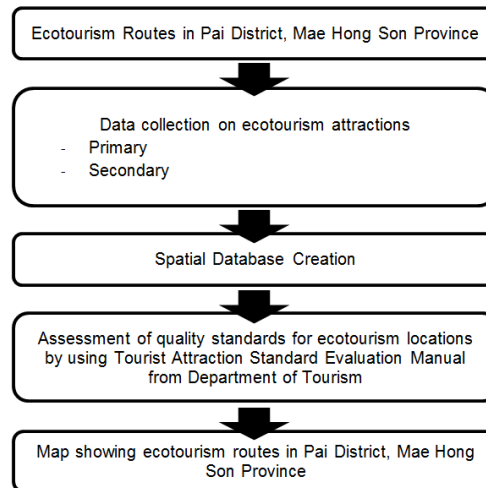 Ecotourism Routes in Pai District, Mae Hong Son Province
Data collection on ecotourism attractions
- Primary
- Secondary
Spatial Database Creation
Assessment of quality standards for ecotourism locations
by using Tourist Attraction Standard Evaluation Manual
from Department of Tourism
Map showing ecotourism routes in Pai District, Mae Hong
Son Province